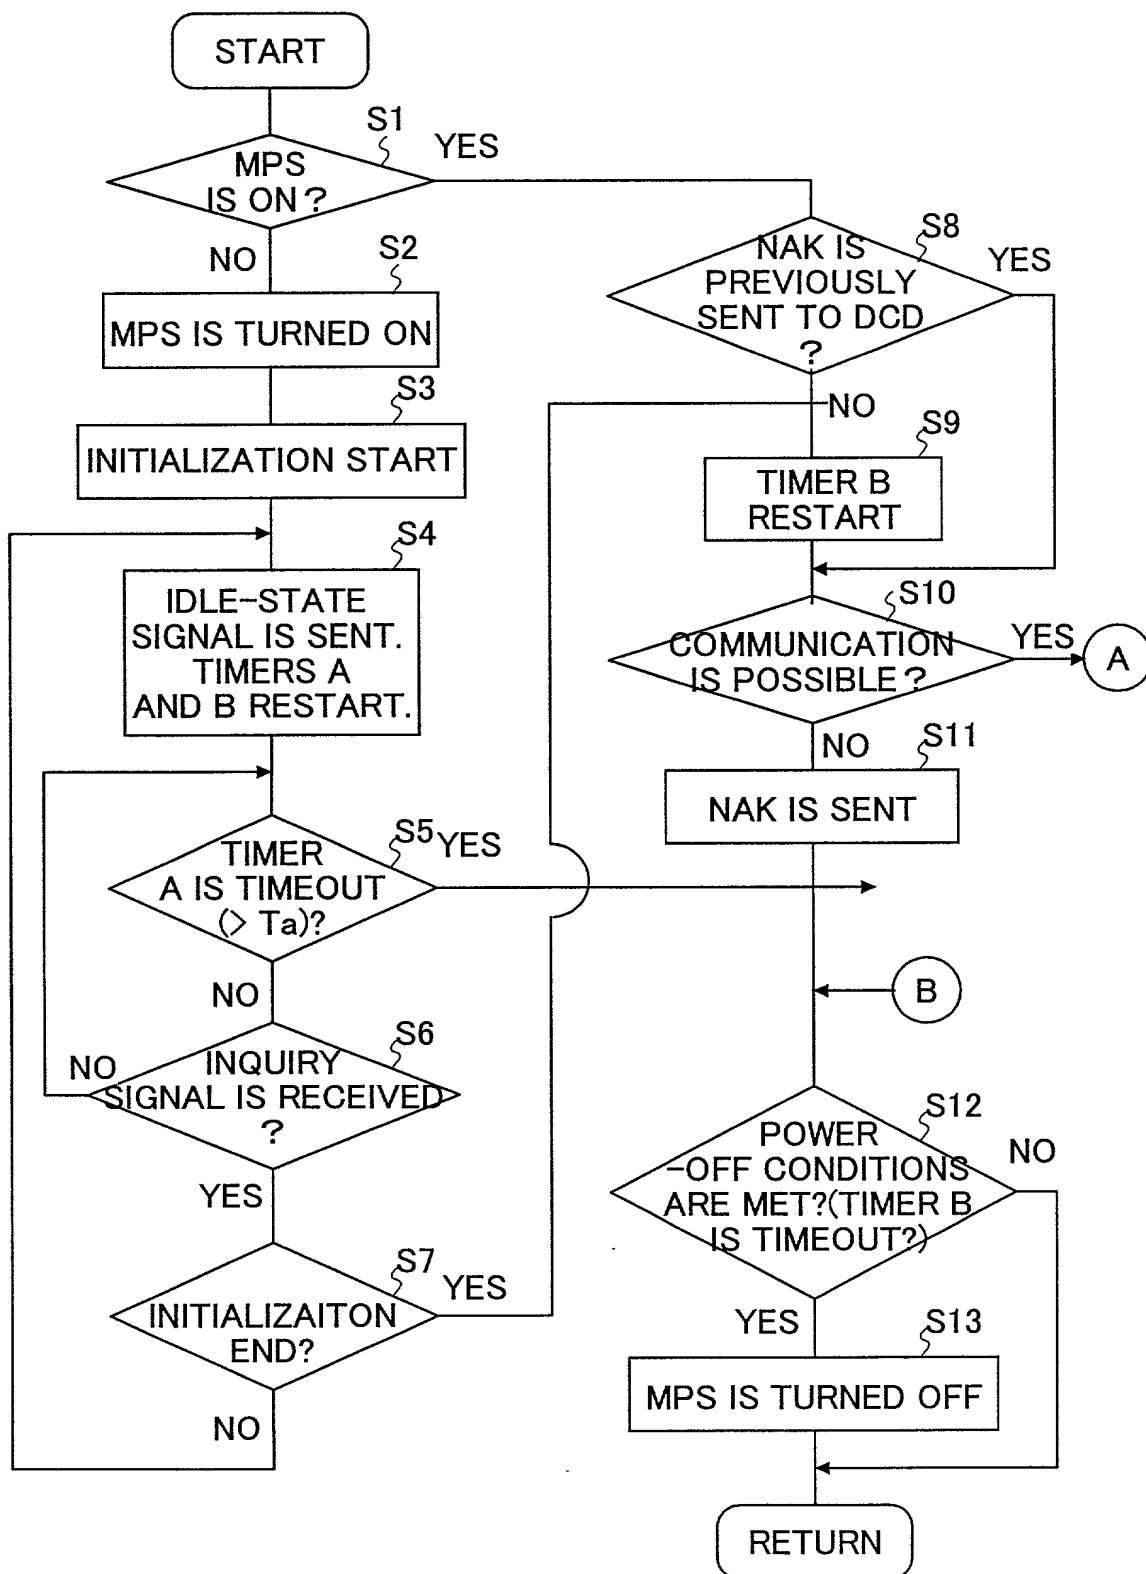 START
S1
YES
MPS
IS ON?
NO
S2
MPS IS TURNED ON
S3
INITIALIZATION START
S4
IDLE-STATE
SIGNAL IS SENT.
TIMERS A
AND B RESTART.
S5
YES
TIMER
A IS TIMEOUT
(> Ta)?
NO
S6
NO
INQUIRY
SIGNAL IS RECEIVED
?
YES
S7
YES
INITIALIZAITON
END?
NO
S8
YES
NAK IS
PREVIOUSLY
SENT TO DCD
?
NO
S9
TIMER B
RESTART
S10
COMMUNICATION
IS POSSIBLE?
YES
A
NO
S11
NAK IS SENT
B
S12
POWER
-OFF CONDITIONS
ARE MET?(TIMER B
IS TIMEOUT?)
NO
YES
S13
MPS IS TURNED OFF
RETURN